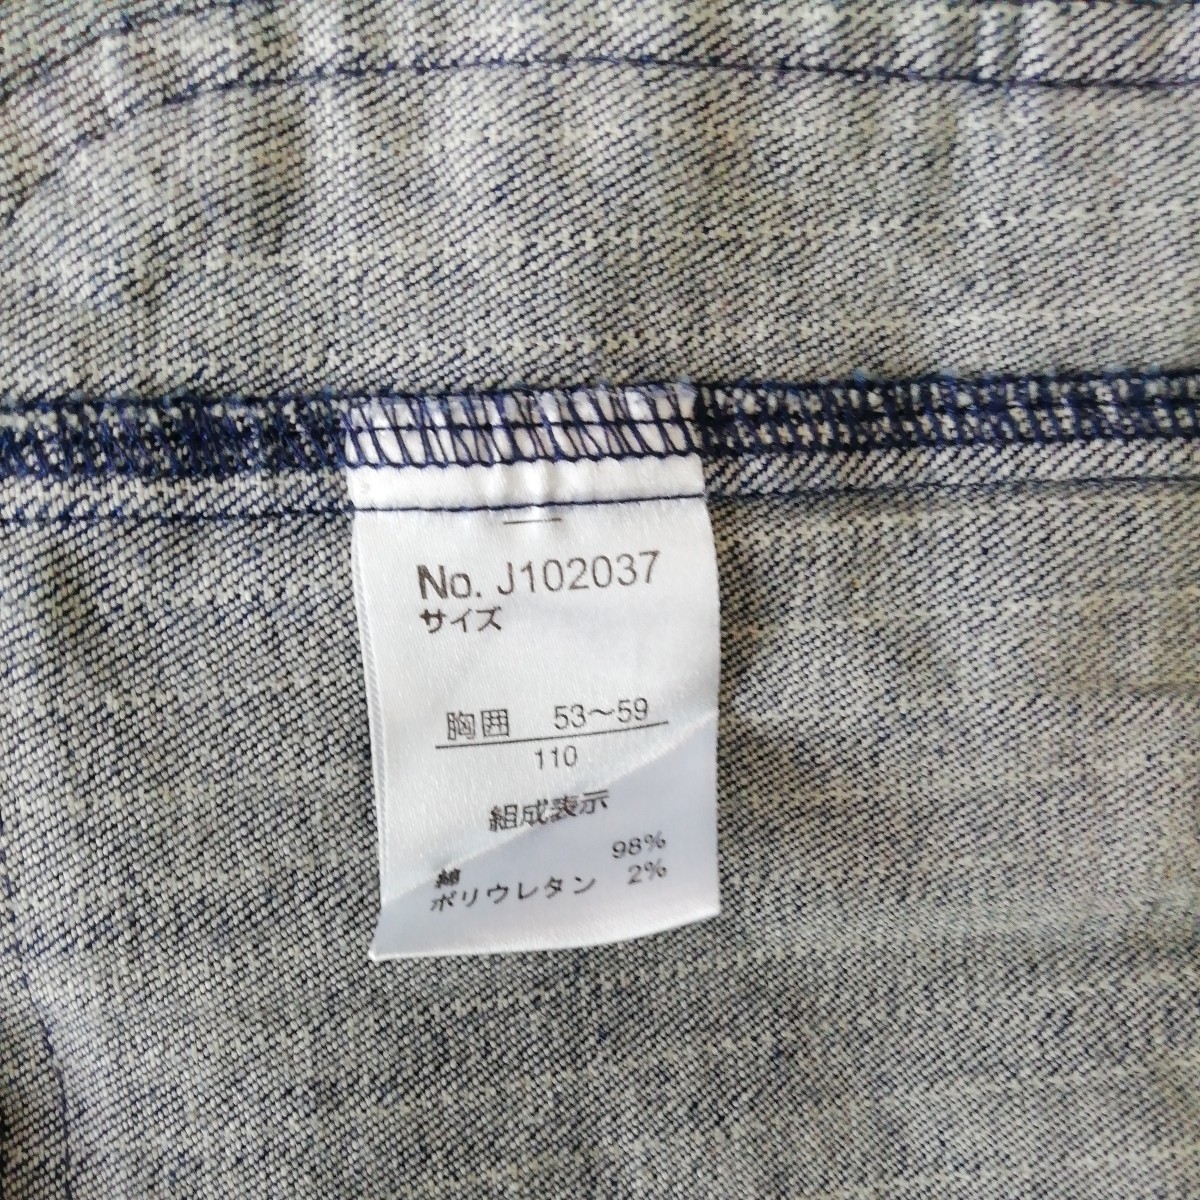 No. J102037
サイズ
胸囲 53～59
110
組成表示
綿 98%
ポリウレタン 2%